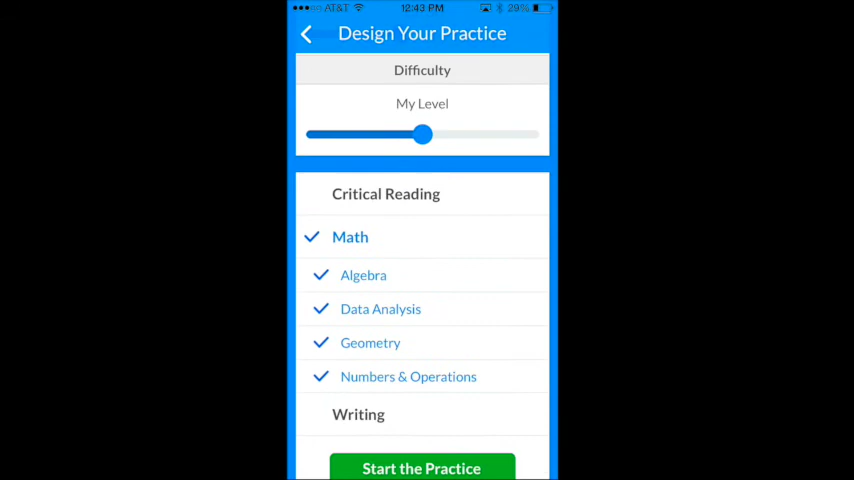 AT&T 12:43 PM 29%
Design Your Practice
Difficulty
My Level
Critical Reading
Math
Algebra
Data Analysis
Geometry
Numbers & Operations
Writing
Start the Practice